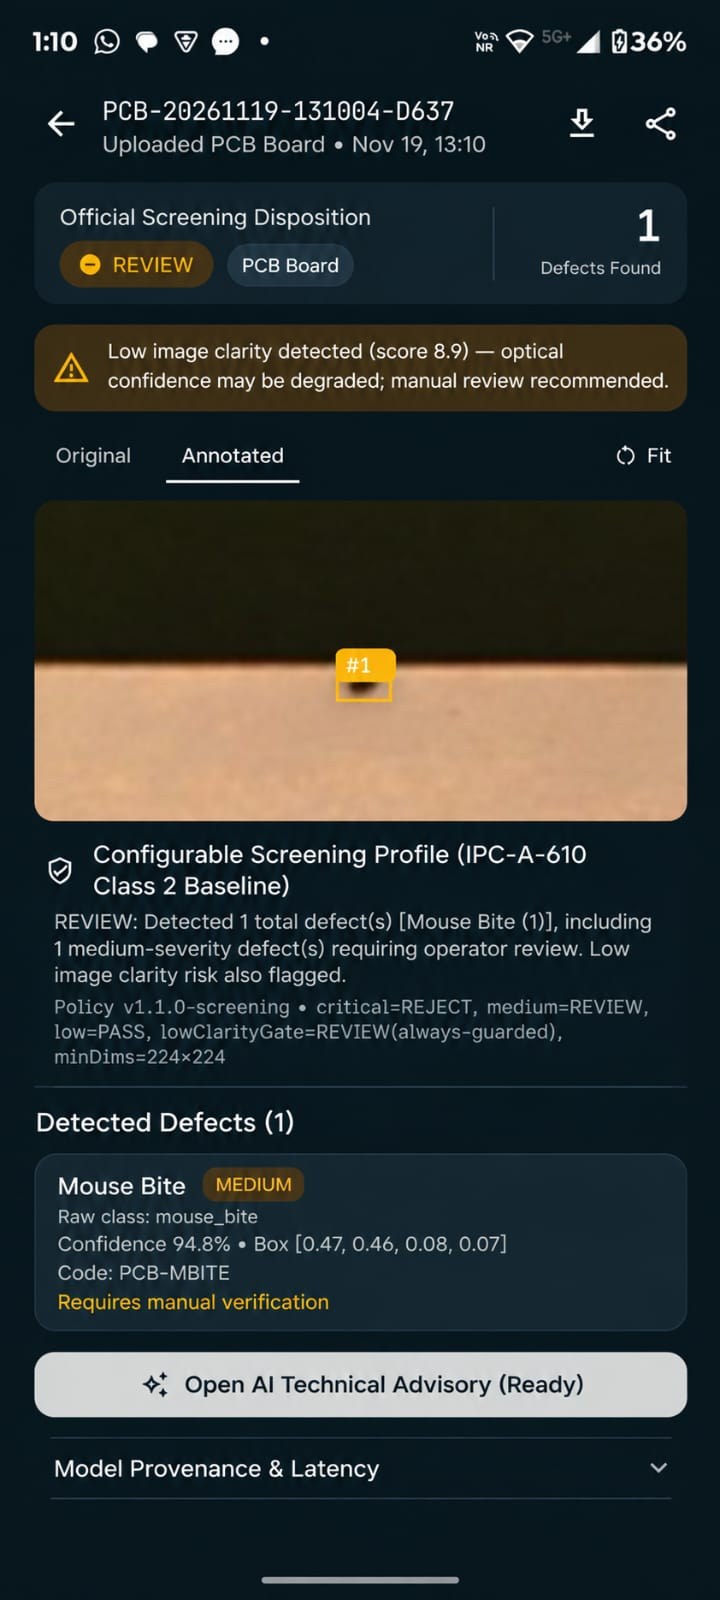 1:10
Vo NR 5G+ 36%
PCB-20261119-131004-D637
Uploaded PCB Board • Nov 19, 13:10
Official Screening Disposition
REVIEW
PCB Board
1
Defects Found
Low image clarity detected (score 8.9) — optical
confidence may be degraded; manual review recommended.
Original
Annotated
Fit
#1
Configurable Screening Profile (IPC-A-610
Class 2 Baseline)
REVIEW: Detected 1 total defect(s) [Mouse Bite (1)], including
1 medium-severity defect(s) requiring operator review. Low
image clarity risk also flagged.
Policy v1.1.0-screening • critical=REJECT, medium=REVIEW,
low=PASS, lowClarityGate=REVIEW(always-guarded),
minDims=224×224
Detected Defects (1)
Mouse Bite MEDIUM
Raw class: mouse_bite
Confidence 94.8% • Box [0.47, 0.46, 0.08, 0.07]
Code: PCB-MBITE
Requires manual verification
Open AI Technical Advisory (Ready)
Model Provenance & Latency